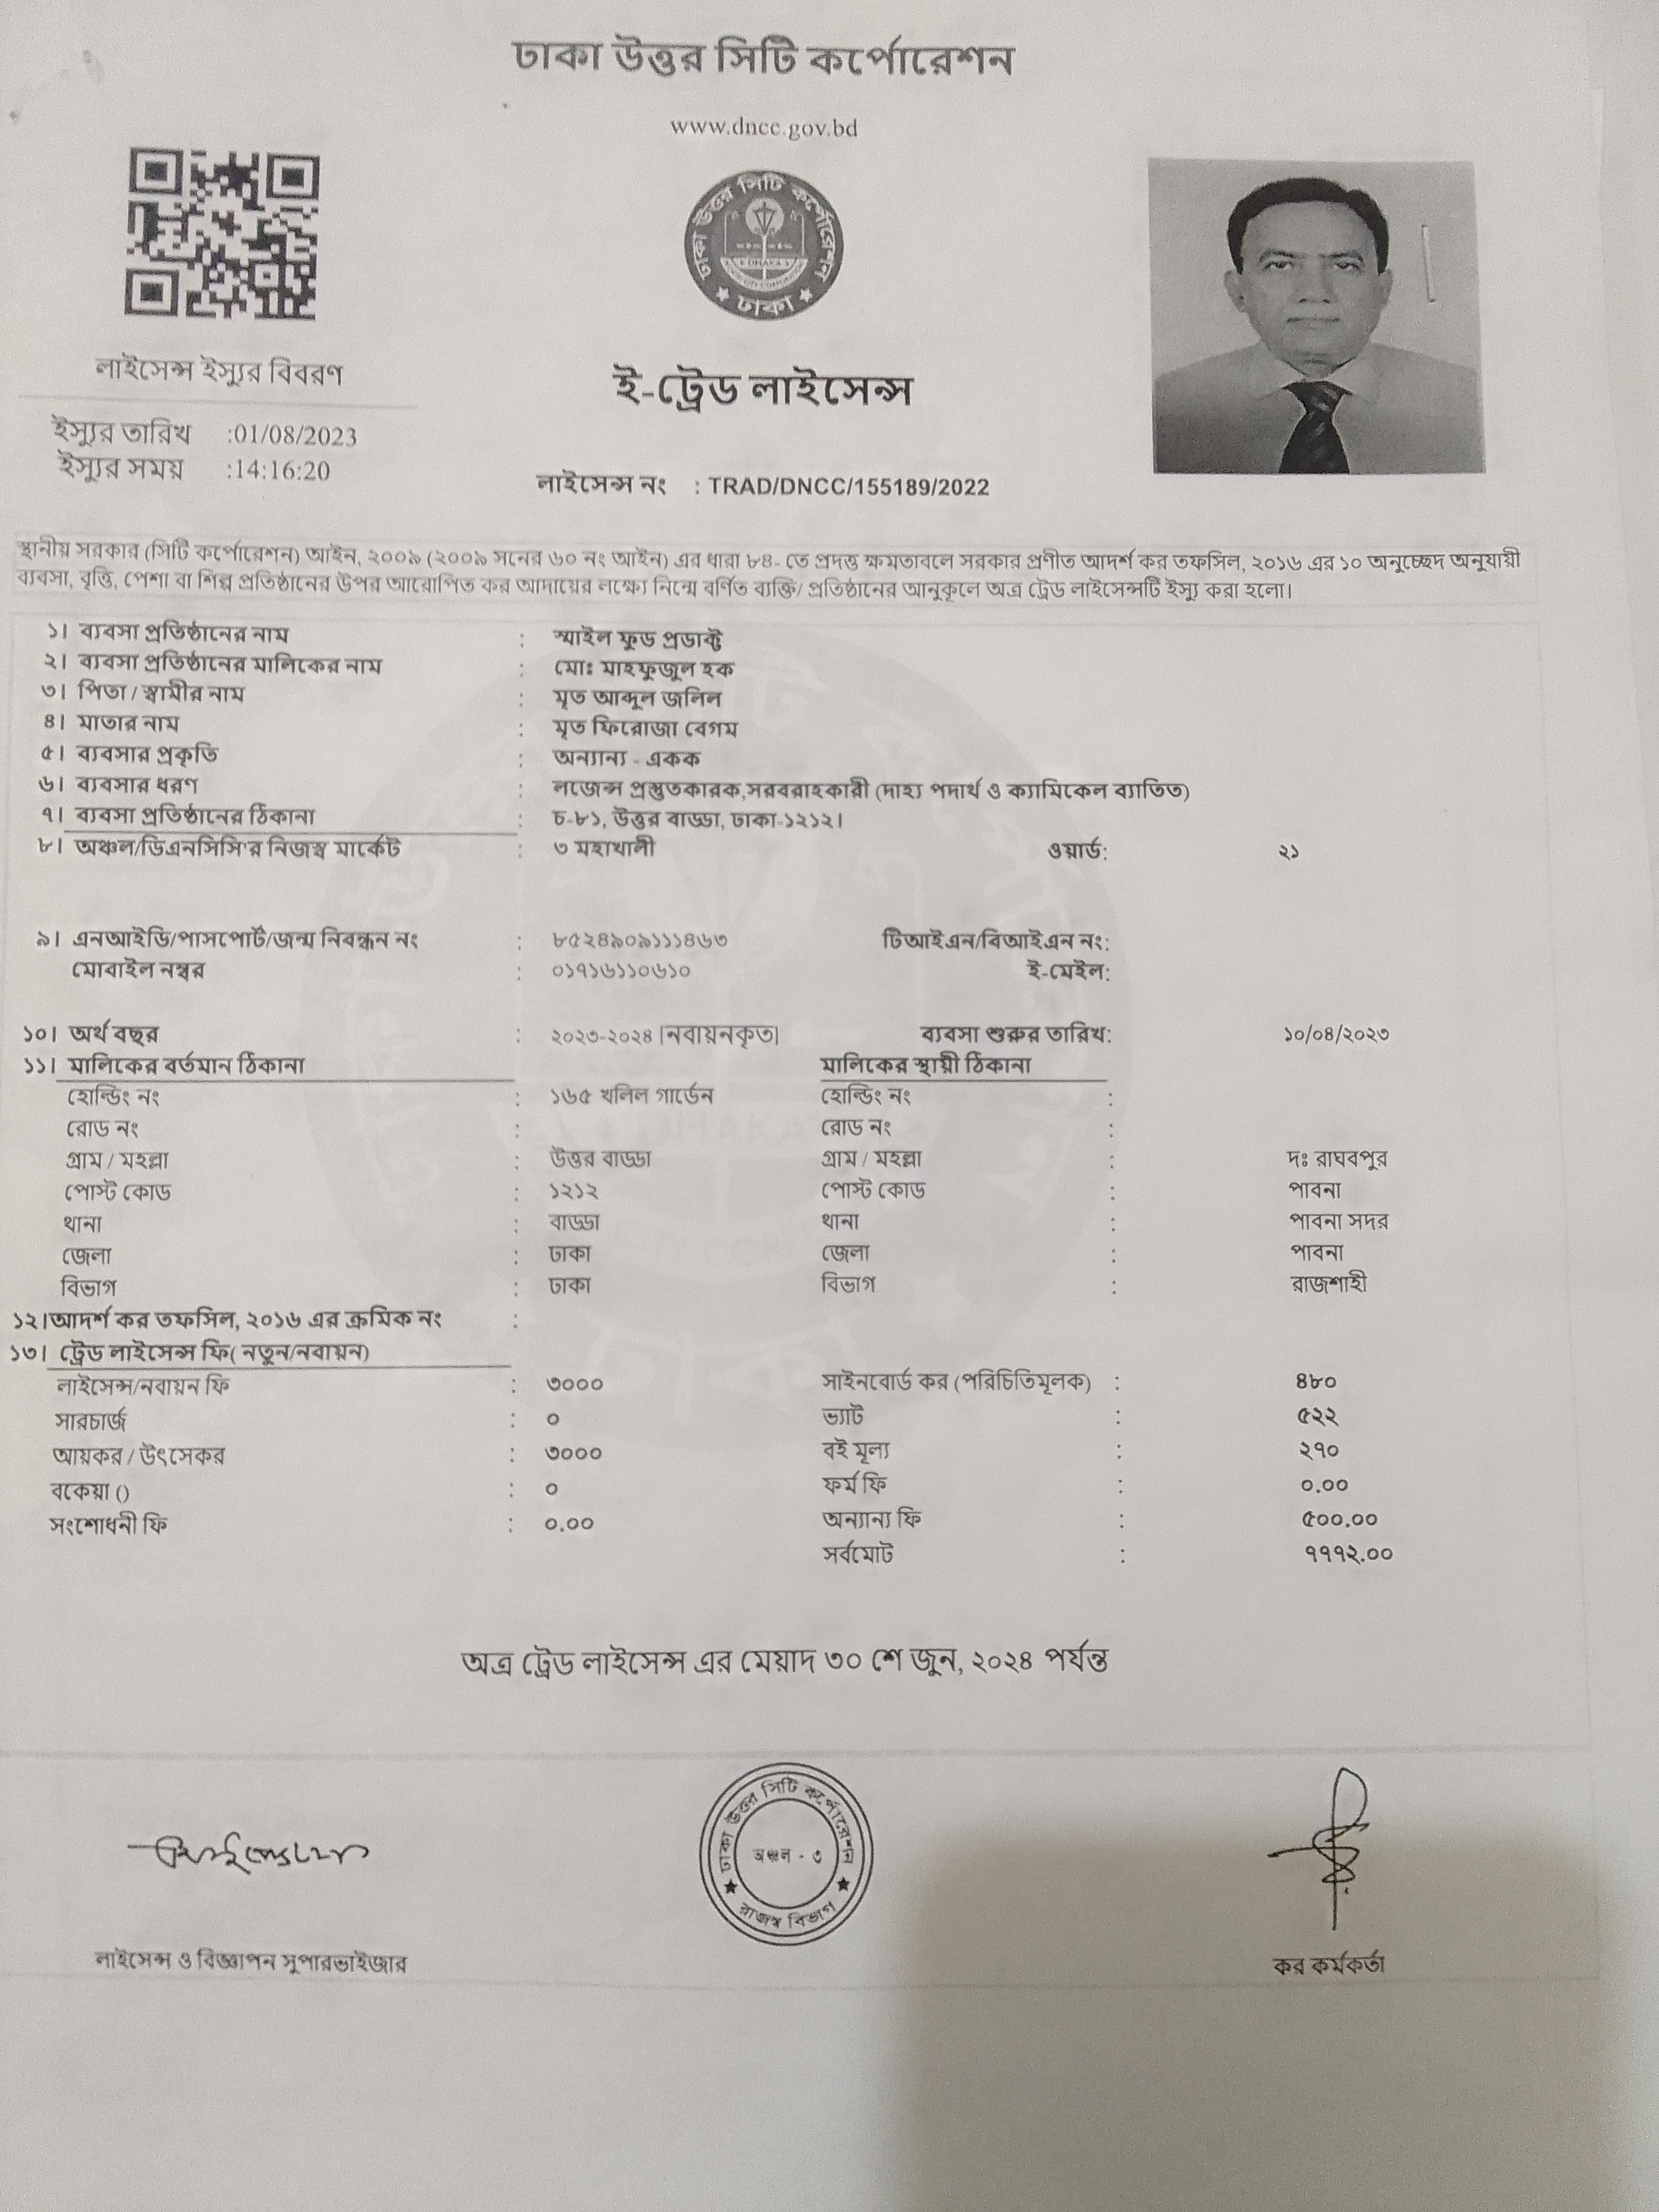 ঢাকা উত্তর সিটি কর্পোরেশন
www.dncc.gov.bd
ঢাকা উত্তর সিটি কর্পোরেশন
ঢাকা
লাইসেন্স ইস্যুর বিবরণ
ই-ট্রেড লাইসেন্স
ইস্যুর তারিখ :01/08/2023
ইস্যুর সময় :14:16:20
লাইসেন্স নং : TRAD/DNCC/155189/2022
স্থানীয় সরকার (সিটি কর্পোরেশন) আইন, ২০০৯ (২০০৯ সনের ৬০ নং আইন) এর ধারা ৮৪- তে প্রদত্ত ক্ষমতাবলে সরকার প্রণীত আদর্শ কর তফসিল, ২০১৬ এর ১০ অনুচ্ছেদ অনুযায়ী
ব্যবসা, বৃত্তি, পেশা বা শিল্প প্রতিষ্ঠানের উপর আরোপিত কর আদায়ের লক্ষ্যে নিম্মে বর্ণিত ব্যক্তি/ প্রতিষ্ঠানের আনুকূলে অত্র ট্রেড লাইসেন্সটি ইস্যু করা হলো।
১। ব্যবসা প্রতিষ্ঠানের নাম : স্মাইল ফুড প্রডাক্ট
২। ব্যবসা প্রতিষ্ঠানের মালিকের নাম : মোঃ মাহফুজুল হক
৩। পিতা / স্বামীর নাম : মৃত আব্দুল জলিল
৪। মাতার নাম : মৃত ফিরোজা বেগম
৫। ব্যবসার প্রকৃতি : অন্যান্য - একক
৬। ব্যবসার ধরণ : লজেন্স প্রস্তুতকারক,সরবরাহকারী (দাহ্য পদার্থ ও ক্যামিকেল ব্যাতিত)
৭। ব্যবসা প্রতিষ্ঠানের ঠিকানা : চ-৮১, উত্তর বাড্ডা, ঢাকা-১২১২।
৮। অঞ্চল/ডিএনসিসি'র নিজস্ব মার্কেট : ৩ মহাখালী ওয়ার্ড: ২১
৯। এনআইডি/পাসপোর্ট/জন্ম নিবন্ধন নং : ৮৫২৪৯০৯১১১৪৬৩ টিআইএন/বিআইএন নং:
মোবাইল নম্বর : ০১৭১৬১১০৬১০ ই-মেইল:
১০। অর্থ বছর : ২০২৩-২০২৪ [নবায়নকৃত] ব্যবসা শুরুর তারিখ: ১০/০৪/২০২৩
১১। মালিকের বর্তমান ঠিকানা মালিকের স্থায়ী ঠিকানা
হোল্ডিং নং : ১৬৫ খলিল গার্ডেন হোল্ডিং নং :
রোড নং : রোড নং :
গ্রাম / মহল্লা : উত্তর বাড্ডা গ্রাম / মহল্লা : দঃ রাঘবপুর
পোস্ট কোড : ১২১২ পোস্ট কোড : পাবনা
থানা : বাড্ডা থানা : পাবনা সদর
জেলা : ঢাকা জেলা : পাবনা
বিভাগ : ঢাকা বিভাগ : রাজশাহী
১২।আদর্শ কর তফসিল, ২০১৬ এর ক্রমিক নং :
১৩। ট্রেড লাইসেন্স ফি( নতুন/নবায়ন)
লাইসেন্স/নবায়ন ফি : ৩০০০ সাইনবোর্ড কর (পরিচিতিমূলক) : ৪৮০
সারচার্জ : ০ ভ্যাট : ৫২২
আয়কর / উৎসেকর : ৩০০০ বই মূল্য : ২৭০
বকেয়া () : ০ ফর্ম ফি : ০.০০
সংশোধনী ফি : ০.০০ অন্যান্য ফি : ৫০০.০০
সর্বমোট : ৭৭৭২.০০
অত্র ট্রেড লাইসেন্স এর মেয়াদ ৩০ শে জুন, ২০২৪ পর্যন্ত
ঢাকা উত্তর সিটি কর্পোরেশন
অঞ্চল - ৩
রাজস্ব বিভাগ
লাইসেন্স ও বিজ্ঞাপন সুপারভাইজার
কর কর্মকর্তা